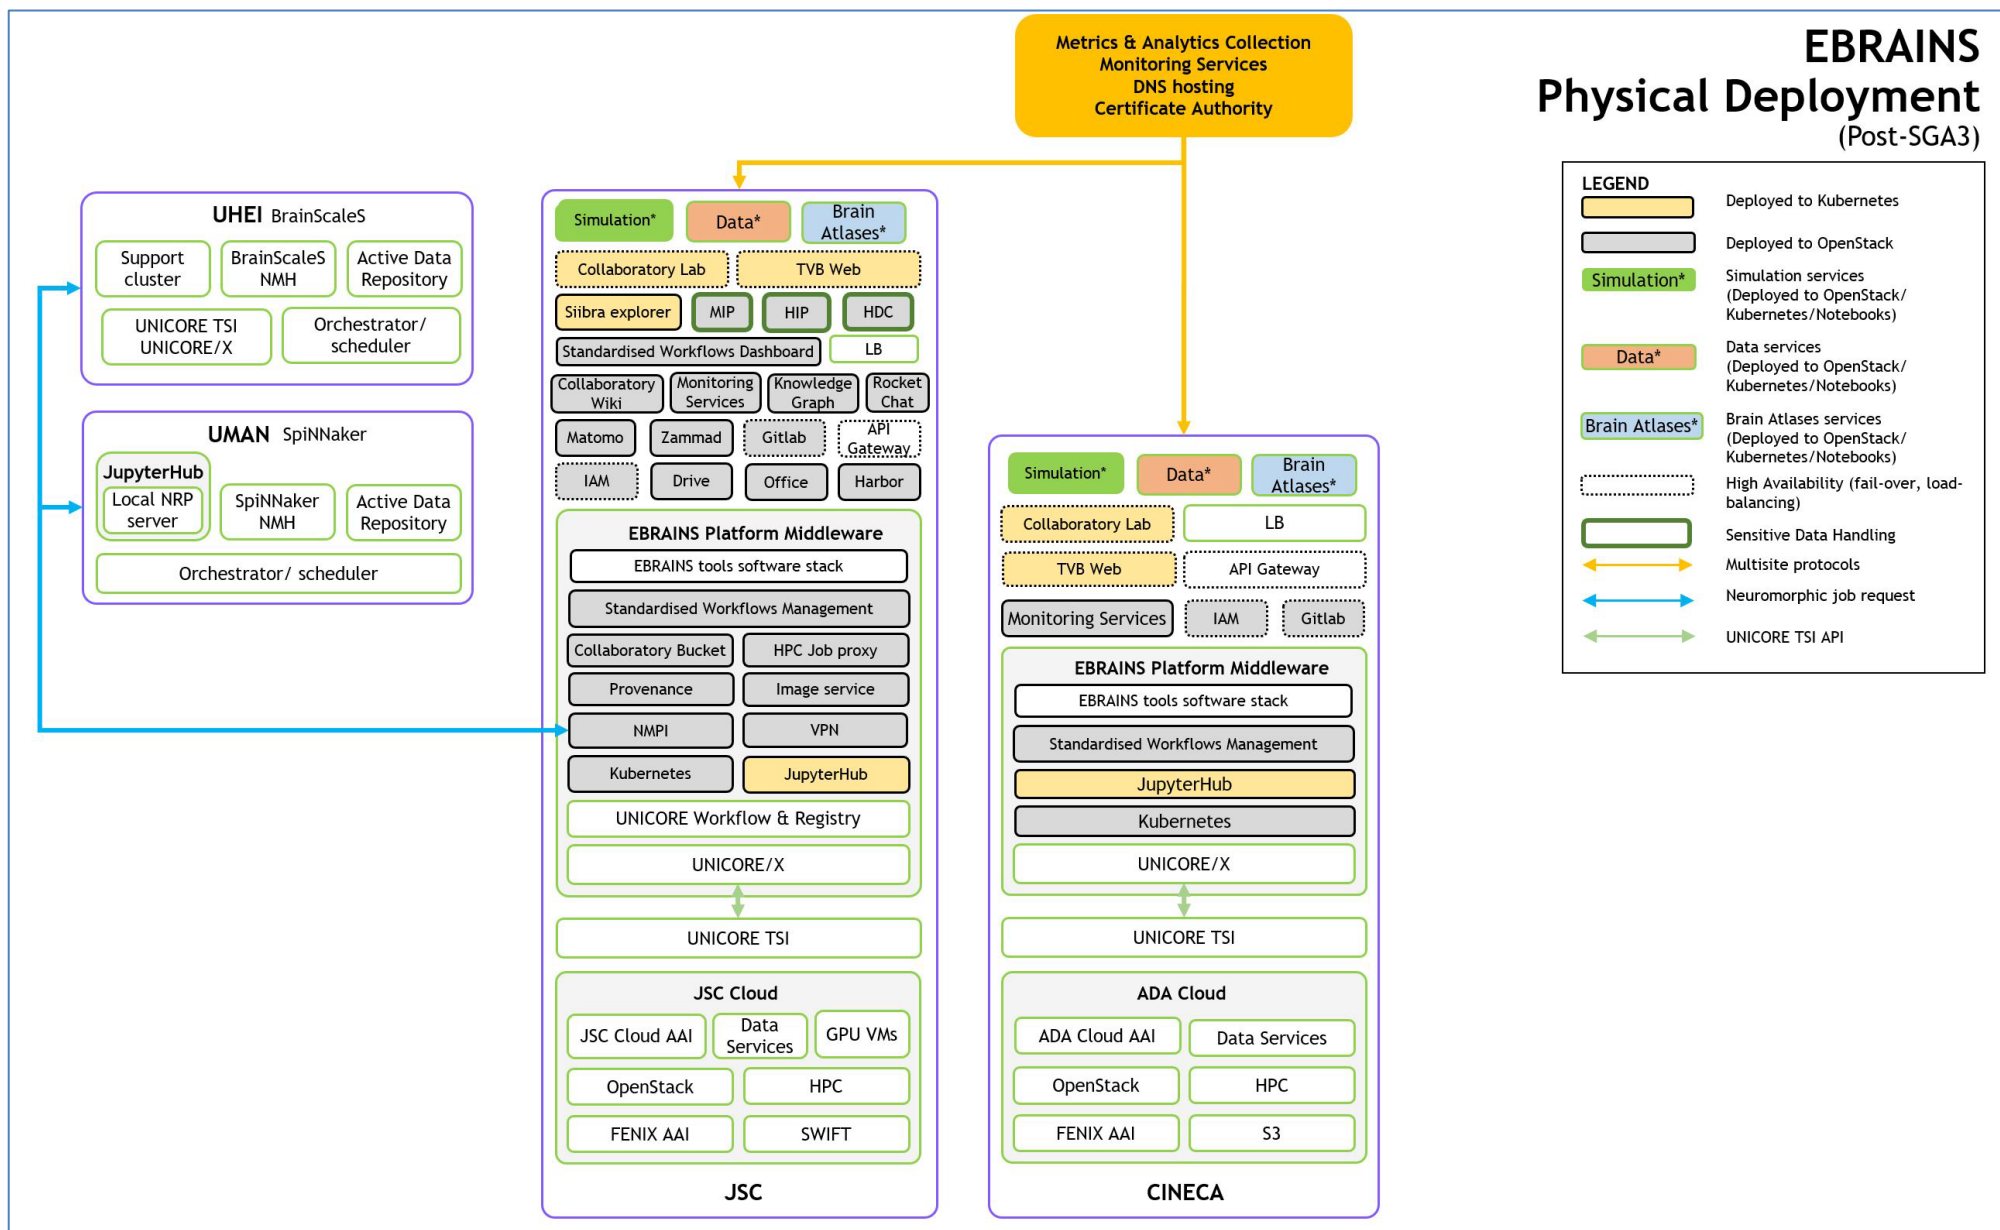 Metrics & Analytics Collection
Monitoring Services
DNS hosting
Certificate Authority
EBRAINS
Physical Deployment
(Post-SGA3)
LEGEND
Deployed to Kubernetes
Deployed to OpenStack
Simulation*
Simulation services
(Deployed to OpenStack/
Kubernetes/Notebooks)
Data*
Data services
(Deployed to OpenStack/
Kubernetes/Notebooks)
Brain Atlases*
Brain Atlases services
(Deployed to OpenStack/
Kubernetes/Notebooks)
High Availability (fail-over, load-
balancing)
Sensitive Data Handling
Multisite protocols
Neuromorphic job request
UNICORE TSI API
UHEI BrainScaleS
Support
cluster
BrainScaleS
NMH
Active Data
Repository
UNICORE TSI
UNICORE/X
Orchestrator/
scheduler
UMAN SpiNNaker
JupyterHub
Local NRP
server
SpiNNaker
NMH
Active Data
Repository
Orchestrator/ scheduler
Simulation*
Data*
Brain
Atlases*
Collaboratory Lab
TVB Web
Siibra explorer
MIP
HIP
HDC
Standardised Workflows Dashboard
LB
Collaboratory
Wiki
Monitoring
Services
Knowledge
Graph
Rocket
Chat
Matomo
Zammad
Gitlab
API
Gateway
IAM
Drive
Office
Harbor
EBRAINS Platform Middleware
EBRAINS tools software stack
Standardised Workflows Management
Collaboratory Bucket
HPC Job proxy
Provenance
Image service
NMPI
VPN
Kubernetes
JupyterHub
UNICORE Workflow & Registry
UNICORE/X
UNICORE TSI
JSC Cloud
JSC Cloud AAI
Data
Services
GPU VMs
OpenStack
HPC
FENIX AAI
SWIFT
JSC
Simulation*
Data*
Brain
Atlases*
Collaboratory Lab
LB
TVB Web
API Gateway
Monitoring Services
IAM
Gitlab
EBRAINS Platform Middleware
EBRAINS tools software stack
Standardised Workflows Management
JupyterHub
Kubernetes
UNICORE/X
UNICORE TSI
ADA Cloud
ADA Cloud AAI
Data Services
OpenStack
HPC
FENIX AAI
S3
CINECA